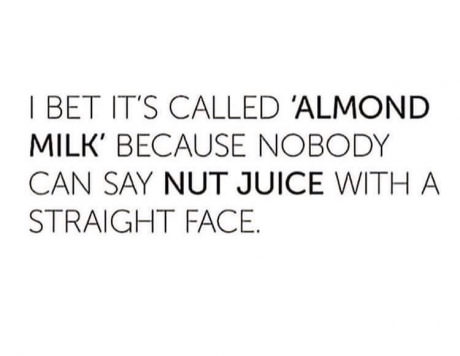 I BET IT'S CALLED 'ALMOND
MILK' BECAUSE NOBODY
CAN SAY NUT JUICE WITH A
STRAIGHT FACE.